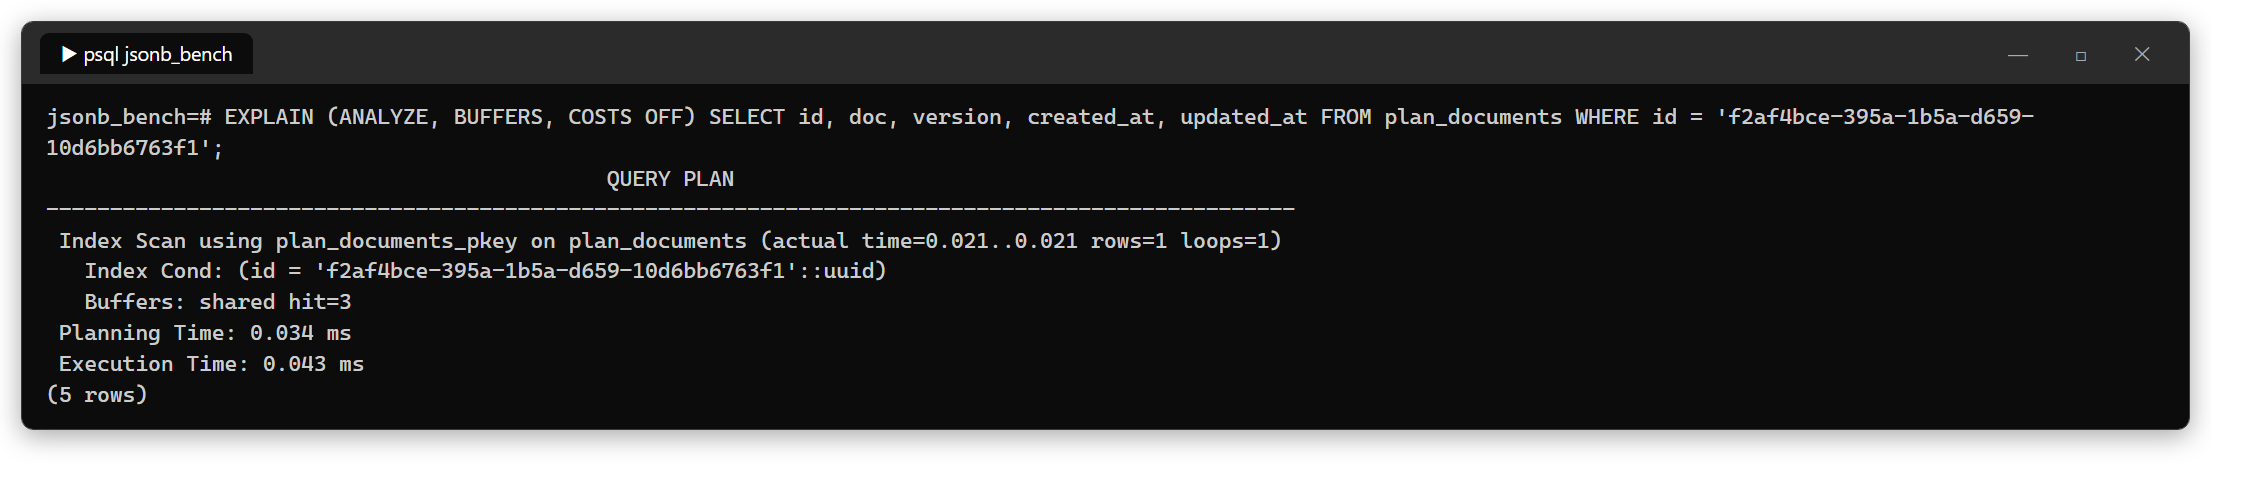 ▶ psql jsonb_bench
jsonb_bench=# EXPLAIN (ANALYZE, BUFFERS, COSTS OFF) SELECT id, doc, version, created_at, updated_at FROM plan_documents WHERE id = 'f2af4bce-395a-1b5a-d659-
10d6bb6763f1';
QUERY PLAN
--------------------------------------------------------------------------------------------------
Index Scan using plan_documents_pkey on plan_documents (actual time=0.021..0.021 rows=1 loops=1)
Index Cond: (id = 'f2af4bce-395a-1b5a-d659-10d6bb6763f1'::uuid)
Buffers: shared hit=3
Planning Time: 0.034 ms
Execution Time: 0.043 ms
(5 rows)